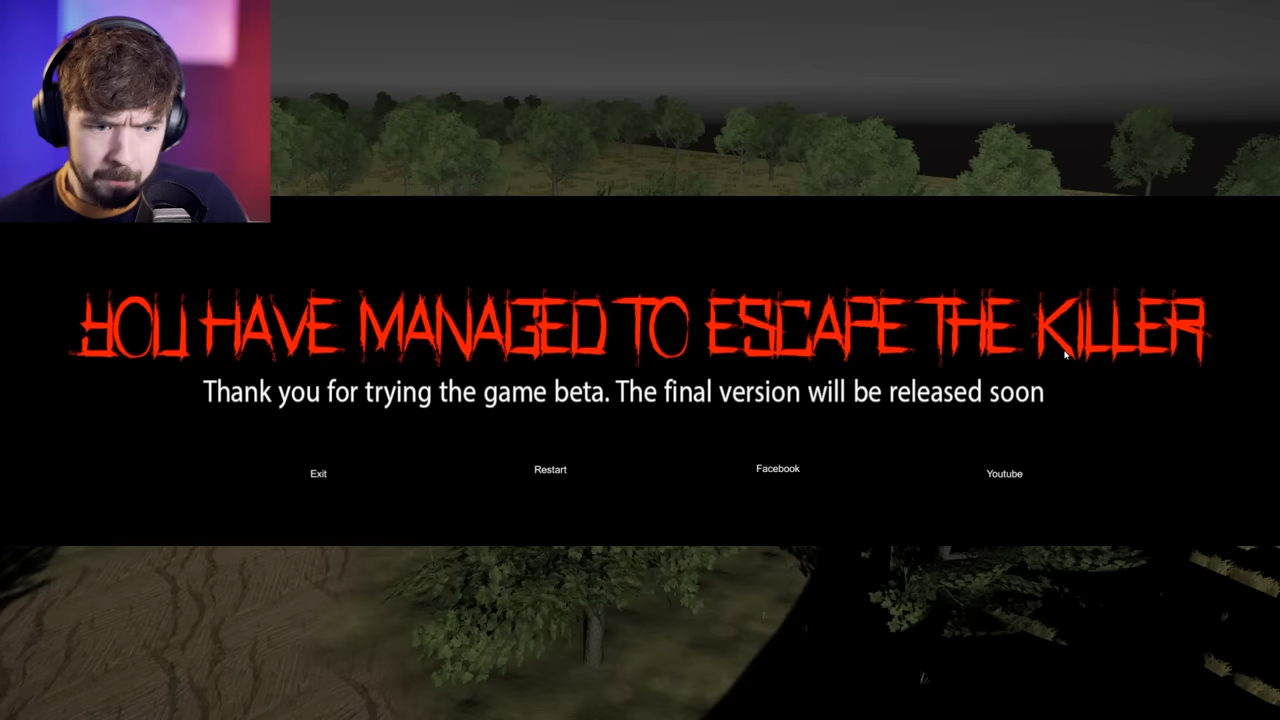 YOU HAVE MANAGED TO ESCAPE THE KILLER
Thank you for trying the game beta. The final version will be released soon
Exit
Restart
Facebook
Youtube